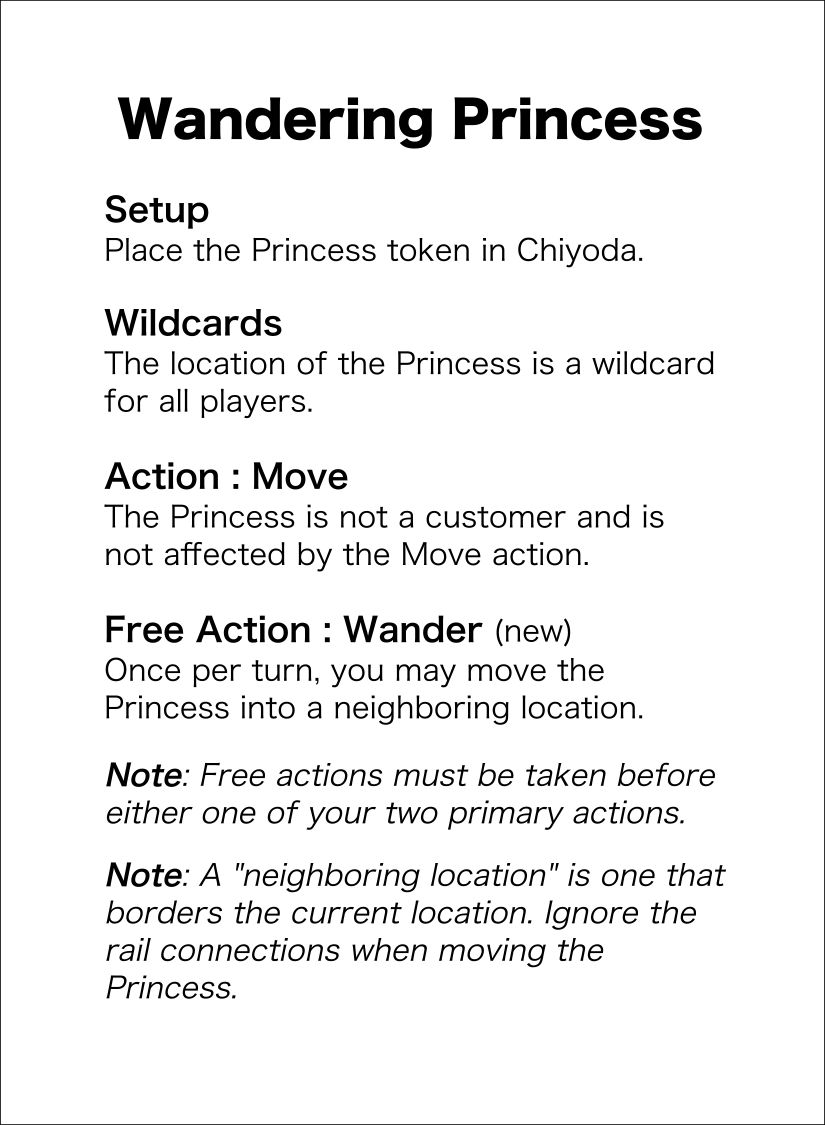 Wandering Princess
Setup
Place the Princess token in Chiyoda.
Wildcards
The location of the Princess is a wildcard
for all players.
Action : Move
The Princess is not a customer and is
not affected by the Move action.
Free Action : Wander (new)
Once per turn, you may move the
Princess into a neighboring location.
Note: Free actions must be taken before
either one of your two primary actions.
Note: A "neighboring location" is one that
borders the current location. Ignore the
rail connections when moving the
Princess.